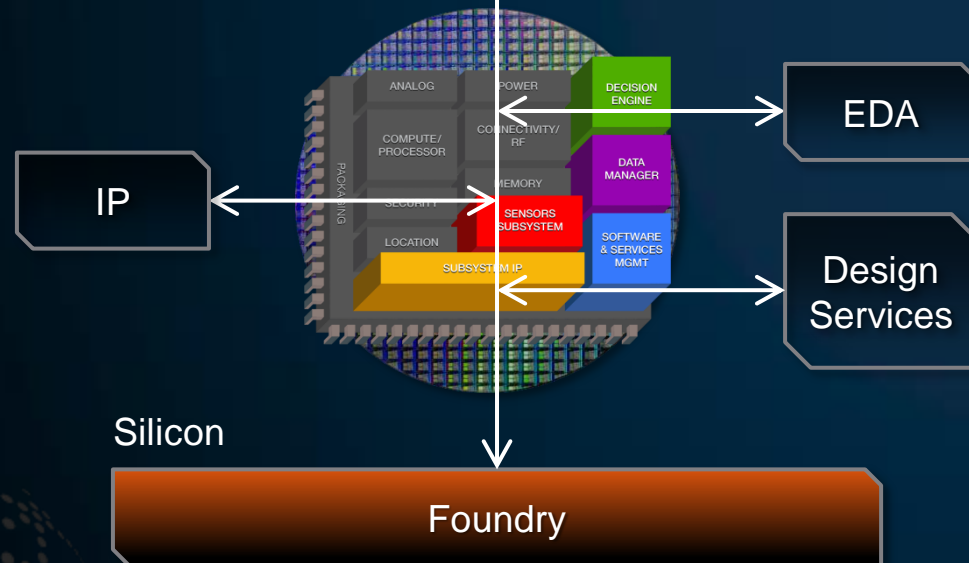 ANALOG
POWER
DECISION
ENGINE
EDA
COMPUTE/
PROCESSOR
CONNECTIVITY/
RF
PACKAGING
DATA
MANAGER
MEMORY
IP
SECURITY
SENSORS
SUBSYSTEM
LOCATION
SOFTWARE
& SERVICES
MGMT
SUBSYSTEM IP
Design
Services
Silicon
Foundry